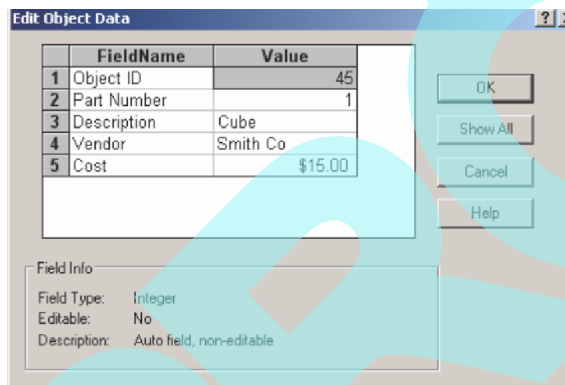 Edit Object Data ?
FieldName Value
1 Object ID 45
2 Part Number 1
3 Description Cube
4 Vendor Smith Co
5 Cost $15.00
OK
Show All
Cancel
Help
Field Info
Field Type: Integer
Editable: No
Description: Auto field, non-editable